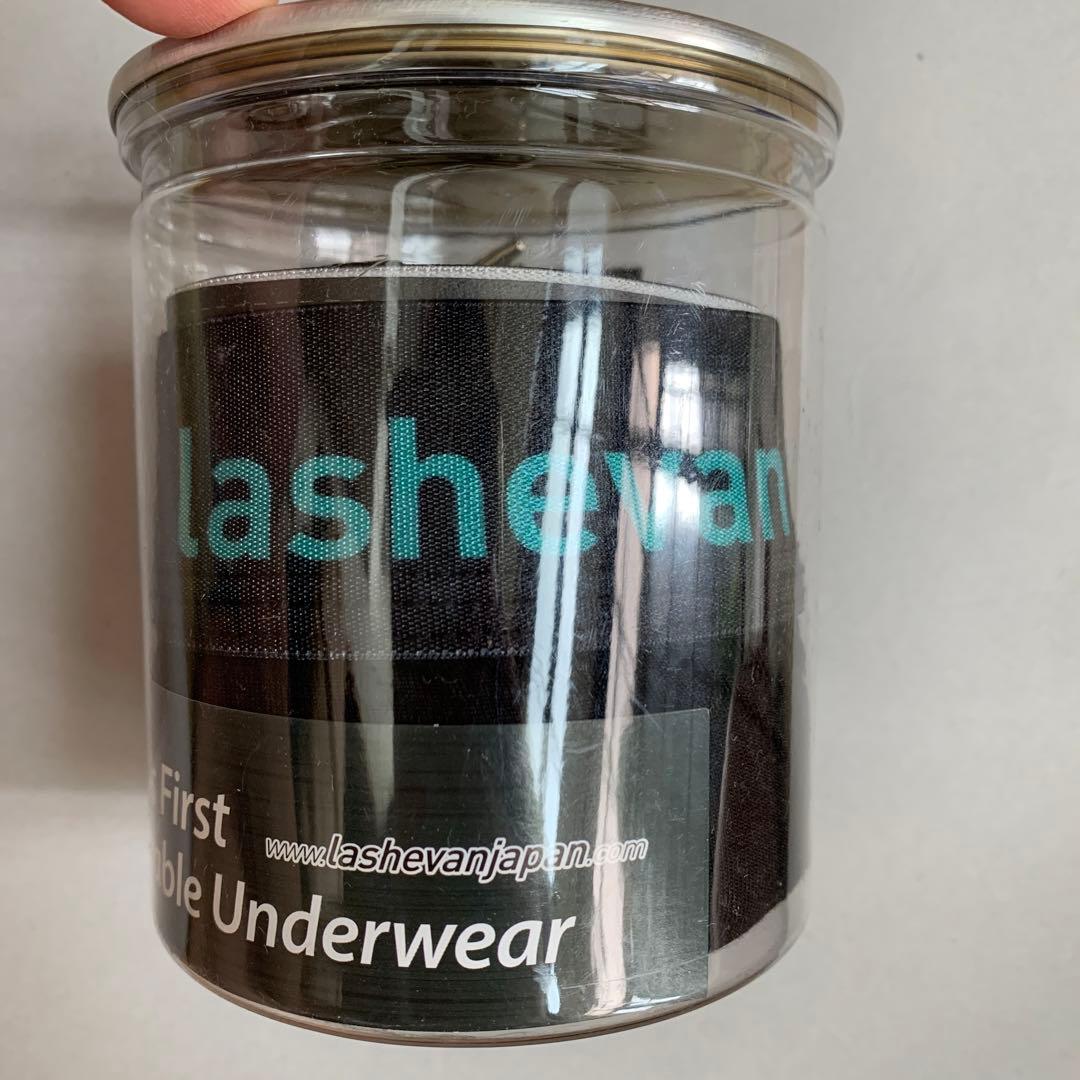 lashevan
First
www.lashevanjapan.com
Underwear